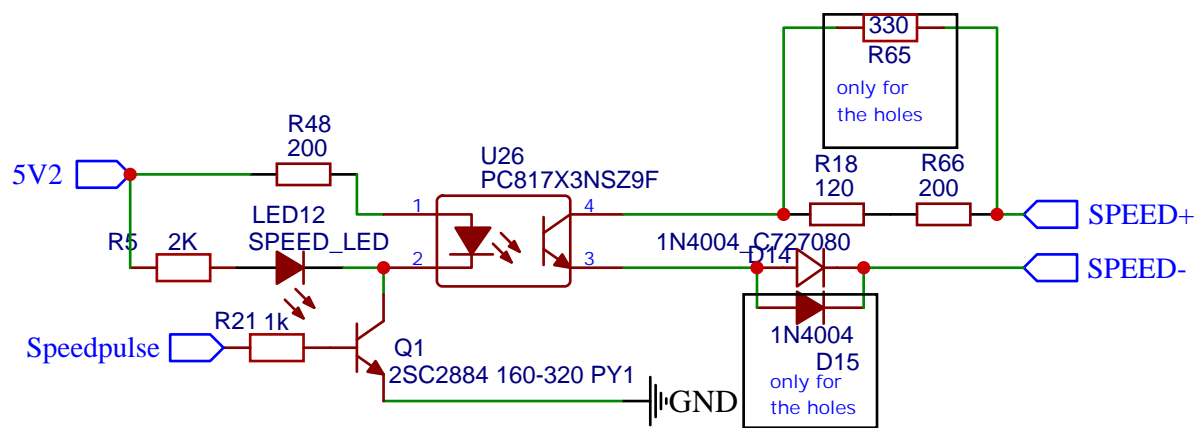 330
R65
only for
the holes
R48
200
5V2
U26
PC817X3NSZ9F
R18
120
R66
200
1
4
SPEED+
LED12
SPEED_LED
R5
2K
2
3
1N4004_C727080
D14
SPEED-
R21
1k
Speedpulse
Q1
2SC2884 160-320 PY1
1N4004
D15
GND
only for
the holes